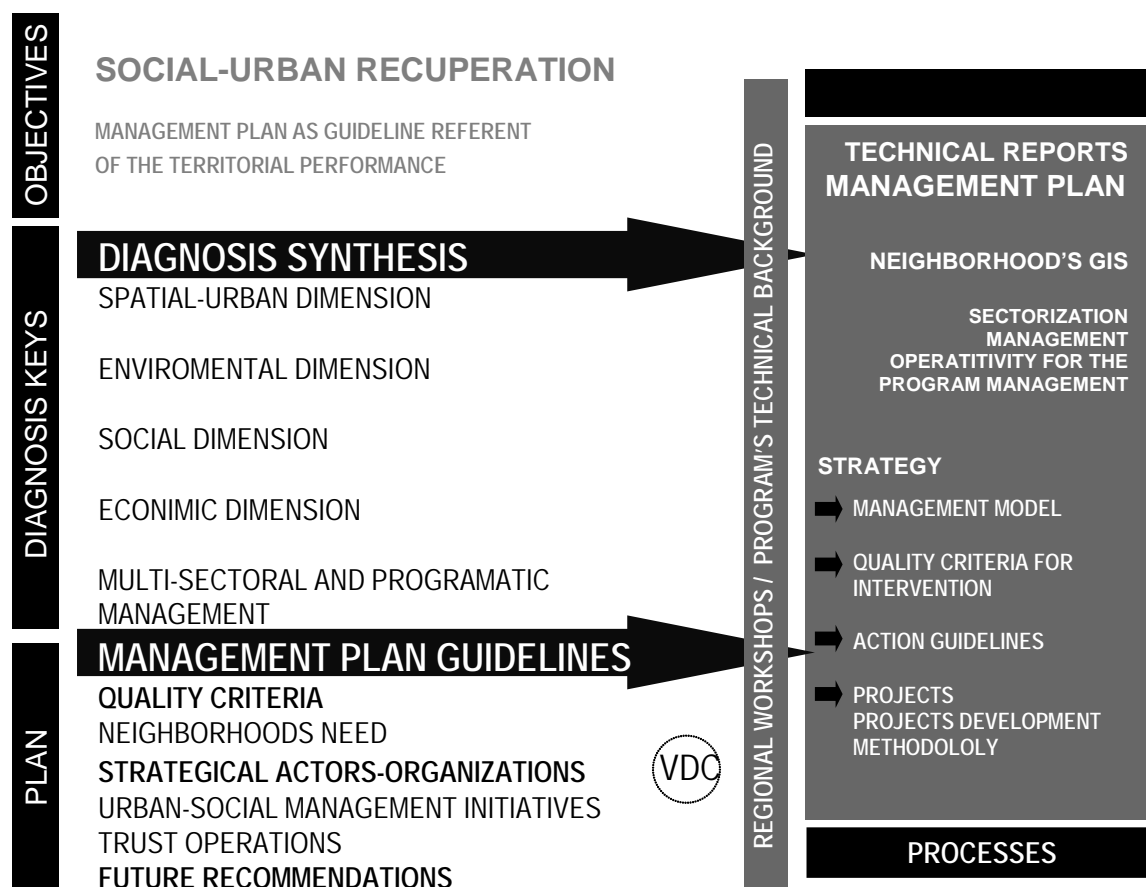 OBJECTIVES
SOCIAL-URBAN RECUPERATION
MANAGEMENT PLAN AS GUIDELINE REFERENT
OF THE TERRITORIAL PERFORMANCE
DIAGNOSIS KEYS
DIAGNOSIS SYNTHESIS
SPATIAL-URBAN DIMENSION
ENVIROMENTAL DIMENSION
SOCIAL DIMENSION
ECONIMIC DIMENSION
MULTI-SECTORAL AND PROGRAMATIC
MANAGEMENT
PLAN
MANAGEMENT PLAN GUIDELINES
QUALITY CRITERIA
NEIGHBORHOODS NEED
STRATEGICAL ACTORS-ORGANIZATIONS
URBAN-SOCIAL MANAGEMENT INITIATIVES
TRUST OPERATIONS
FUTURE RECOMMENDATIONS
VDC
REGIONAL WORKSHOPS / PROGRAM'S TECHNICAL BACKGROUND
TECHNICAL REPORTS
MANAGEMENT PLAN
NEIGHBORHOOD'S GIS
SECTORIZATION
MANAGEMENT
OPERATITIVITY FOR THE
PROGRAM MANAGEMENT
STRATEGY
MANAGEMENT MODEL
QUALITY CRITERIA FOR
INTERVENTION
ACTION GUIDELINES
PROJECTS
PROJECTS DEVELOPMENT
METHODOLOLY
PROCESSES